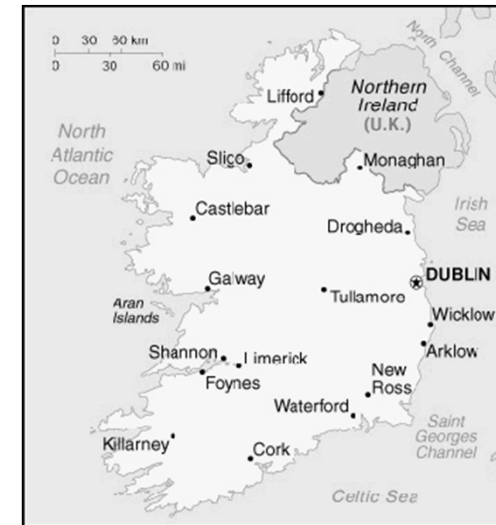 0 30 60 km
0 30 60 mi
North Channel
Lifford
Northern
Ireland
(U.K.)
North
Atlantic
Ocean
Sligo
Monaghan
Castlebar
Irish
Sea
Drogheda
DUBLIN
Galway
Tullamore
Aran
Islands
Wicklow
Shannon
Limerick
Arklow
Foynes
New
Ross
Waterford
Saint
Georges
Channel
Killarney
Cork
Celtic Sea